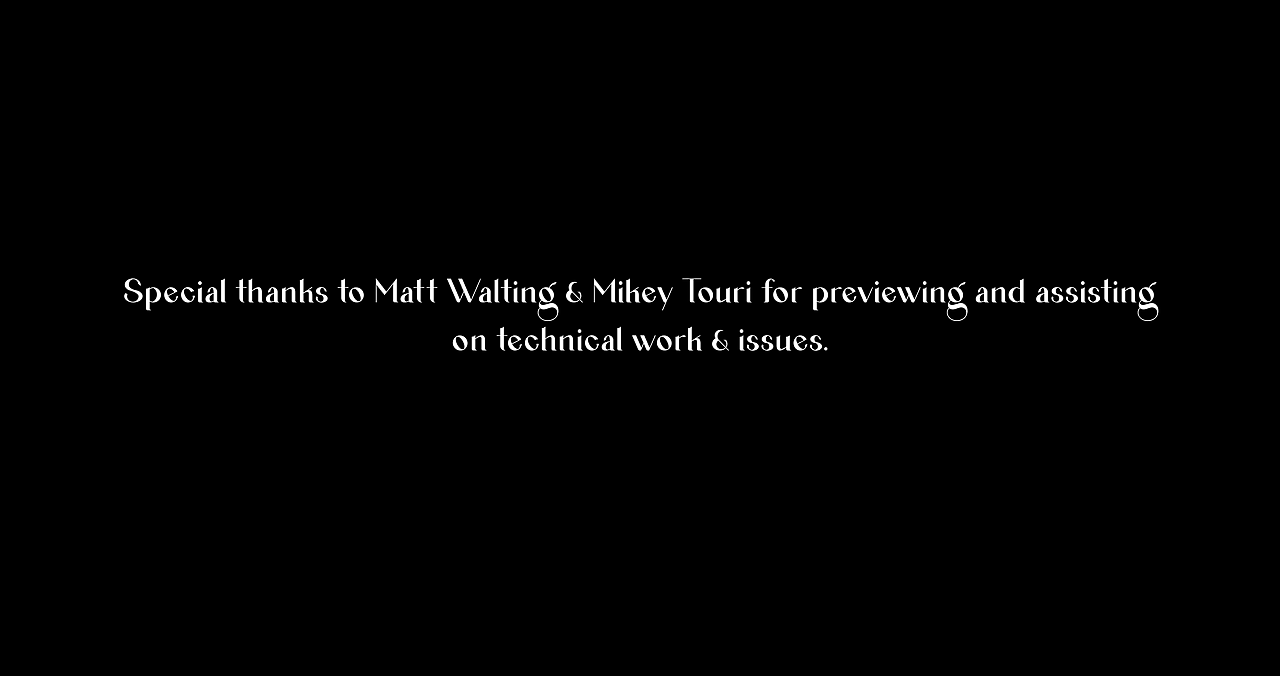 Special thanks to Matt Walting & Mikey Touri for previewing and assisting
on technical work & issues.